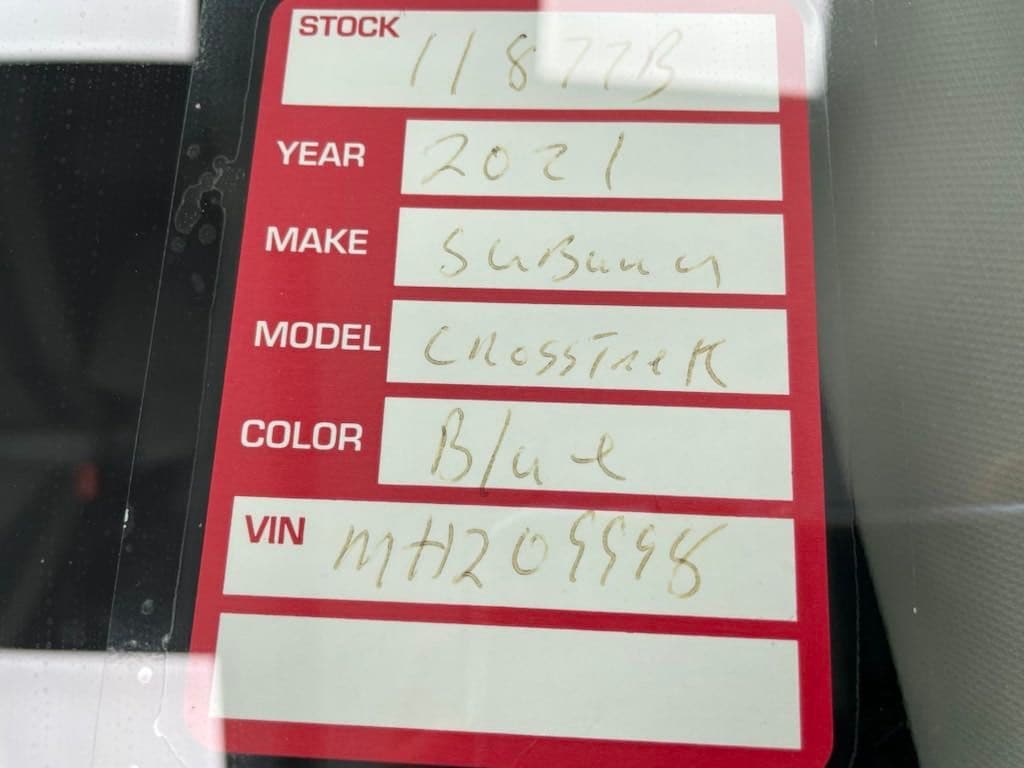 STOCK 11877B
YEAR 2021
MAKE SuBaru
MODEL CROSSTreK
COLOR Blue
VIN MH209998